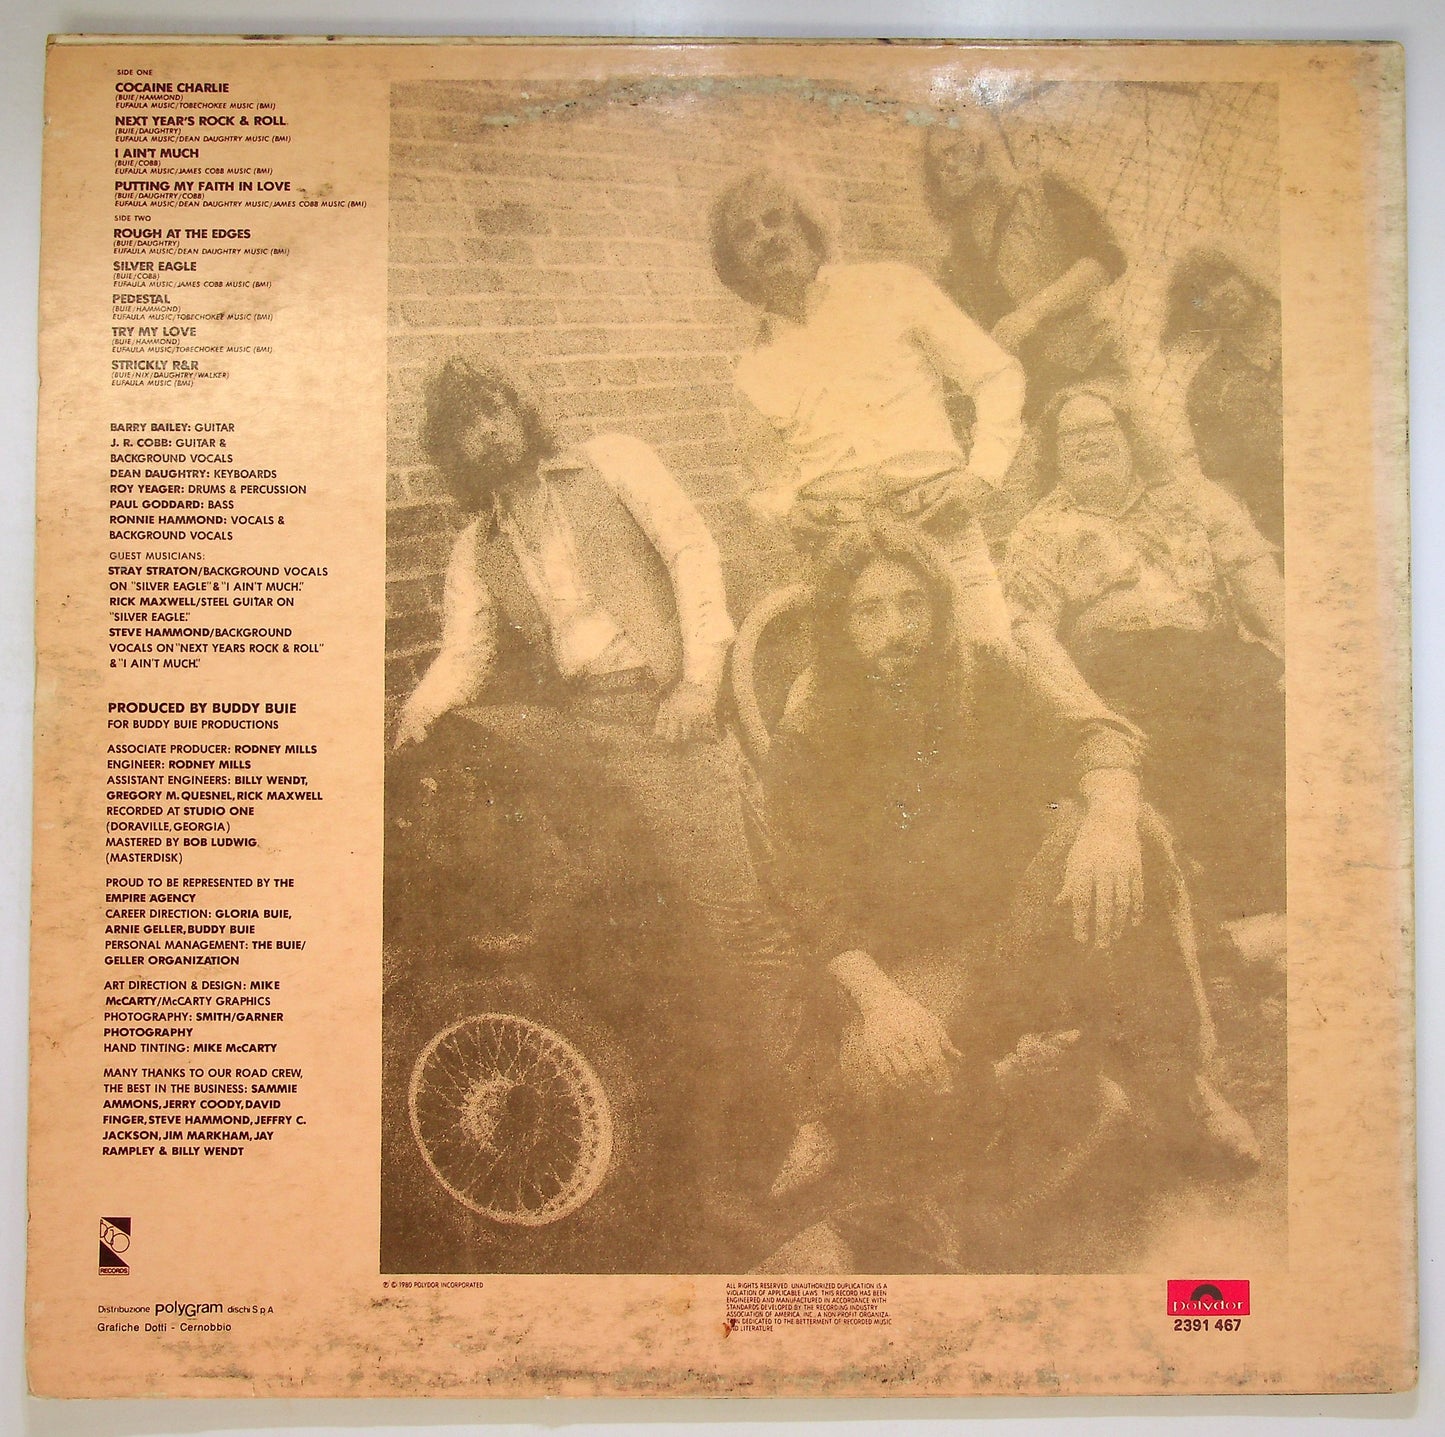 SIDE ONE
COCAINE CHARLIE
(BUIE/HAMMOND)
EUFAULA MUSIC/TOBECHOKEE MUSIC (BMI)
NEXT YEAR'S ROCK & ROLL
(BUIE/DAUGHTRY)
EUFAULA MUSIC/DEAN DAUGHTRY MUSIC (BMI)
I AIN'T MUCH
(BUIE/COBB)
EUFAULA MUSIC/JAMES COBB MUSIC (BMI)
PUTTING MY FAITH IN LOVE
(BUIE/DAUGHTRY/COBB)
EUFAULA MUSIC/DEAN DAUGHTRY MUSIC/JAMES COBB MUSIC (BMI)
SIDE TWO
ROUGH AT THE EDGES
(BUIE/DAUGHTRY)
EUFAULA MUSIC/DEAN DAUGHTRY MUSIC (BMI)
SILVER EAGLE
(BUIE/COBB)
EUFAULA MUSIC/JAMES COBB MUSIC (BMI)
PEDESTAL
(BUIE/HAMMOND)
EUFAULA MUSIC/TOBECHOKEE MUSIC (BMI)
TRY MY LOVE
(BUIE/HAMMOND)
EUFAULA MUSIC/TOBECHOKEE MUSIC (BMI)
STRICKLY R&R
(BUIE/NIX/DAUGHTRY/WALKER)
EUFAULA MUSIC (BMI)
BARRY BAILEY: GUITAR
J. R. COBB: GUITAR &
BACKGROUND VOCALS
DEAN DAUGHTRY: KEYBOARDS
ROY YEAGER: DRUMS & PERCUSSION
PAUL GODDARD: BASS
RONNIE HAMMOND: VOCALS &
BACKGROUND VOCALS
GUEST MUSICIANS:
STRAY STRATON/BACKGROUND VOCALS
ON "SILVER EAGLE" & "I AIN'T MUCH."
RICK MAXWELL/STEEL GUITAR ON
"SILVER EAGLE."
STEVE HAMMOND/BACKGROUND
VOCALS ON "NEXT YEARS ROCK & ROLL"
& "I AIN'T MUCH."
PRODUCED BY BUDDY BUIE
FOR BUDDY BUIE PRODUCTIONS
ASSOCIATE PRODUCER: RODNEY MILLS
ENGINEER: RODNEY MILLS
ASSISTANT ENGINEERS: BILLY WENDT,
GREGORY M. QUESNEL, RICK MAXWELL
RECORDED AT STUDIO ONE
(DORAVILLE, GEORGIA)
MASTERED BY BOB LUDWIG
(MASTERDISK)
PROUD TO BE REPRESENTED BY THE
EMPIRE AGENCY
CAREER DIRECTION: GLORIA BUIE,
ARNIE GELLER, BUDDY BUIE
PERSONAL MANAGEMENT: THE BUIE/
GELLER ORGANIZATION
ART DIRECTION & DESIGN: MIKE
McCARTY/McCARTY GRAPHICS
PHOTOGRAPHY: SMITH/GARNER
PHOTOGRAPHY
HAND TINTING: MIKE McCARTY
MANY THANKS TO OUR ROAD CREW,
THE BEST IN THE BUSINESS: SAMMIE
AMMONS, JERRY COODY, DAVID
FINGER, STEVE HAMMOND, JEFFRY C.
JACKSON, JIM MARKHAM, JAY
RAMPLEY & BILLY WENDT
RECORDS
Distribuzione polyGram dischi S.p.A
Grafiche Dotti - Cernobbio
℗ © 1980 POLYDOR INCORPORATED
ALL RIGHTS RESERVED. UNAUTHORIZED DUPLICATION IS A
VIOLATION OF APPLICABLE LAWS. THIS RECORD HAS BEEN
ENGINEERED AND MANUFACTURED IN ACCORDANCE WITH
STANDARDS DEVELOPED BY THE RECORDING INDUSTRY
ASSOCIATION OF AMERICA, INC., A NON-PROFIT ORGANIZA-
TION DEDICATED TO THE BETTERMENT OF RECORDED MUSIC
AND LITERATURE
polydor
2391 467